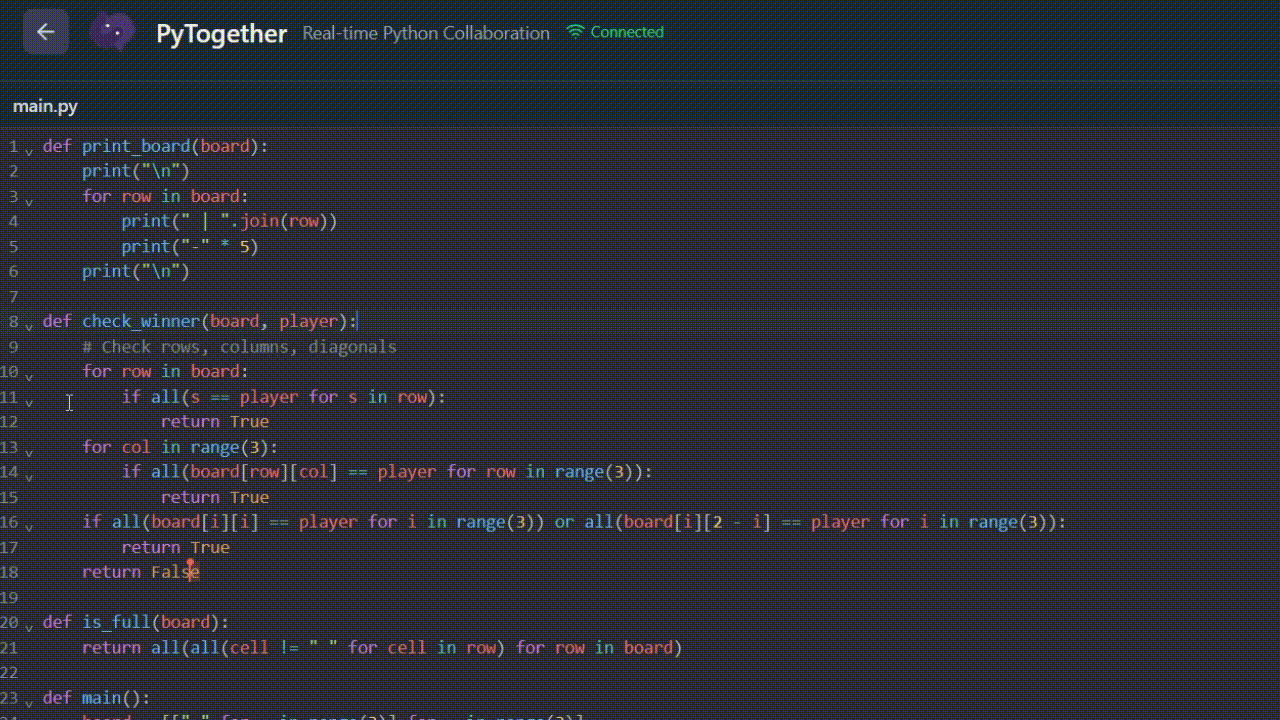 PyTogether Real-time Python Collaboration Connected
main.py
1 def print_board(board):
2     print("\n")
3     for row in board:
4         print(" | ".join(row))
5         print("-" * 5)
6     print("\n")
7
8 def check_winner(board, player):
9     # Check rows, columns, diagonals
10     for row in board:
11         if all(s == player for s in row):
12             return True
13     for col in range(3):
14         if all(board[row][col] == player for row in range(3)):
15             return True
16     if all(board[i][i] == player for i in range(3)) or all(board[i][2 - i] == player for i in range(3)):
17         return True
18     return False
19
20 def is_full(board):
21     return all(all(cell != " " for cell in row) for row in board)
22
23 def main():